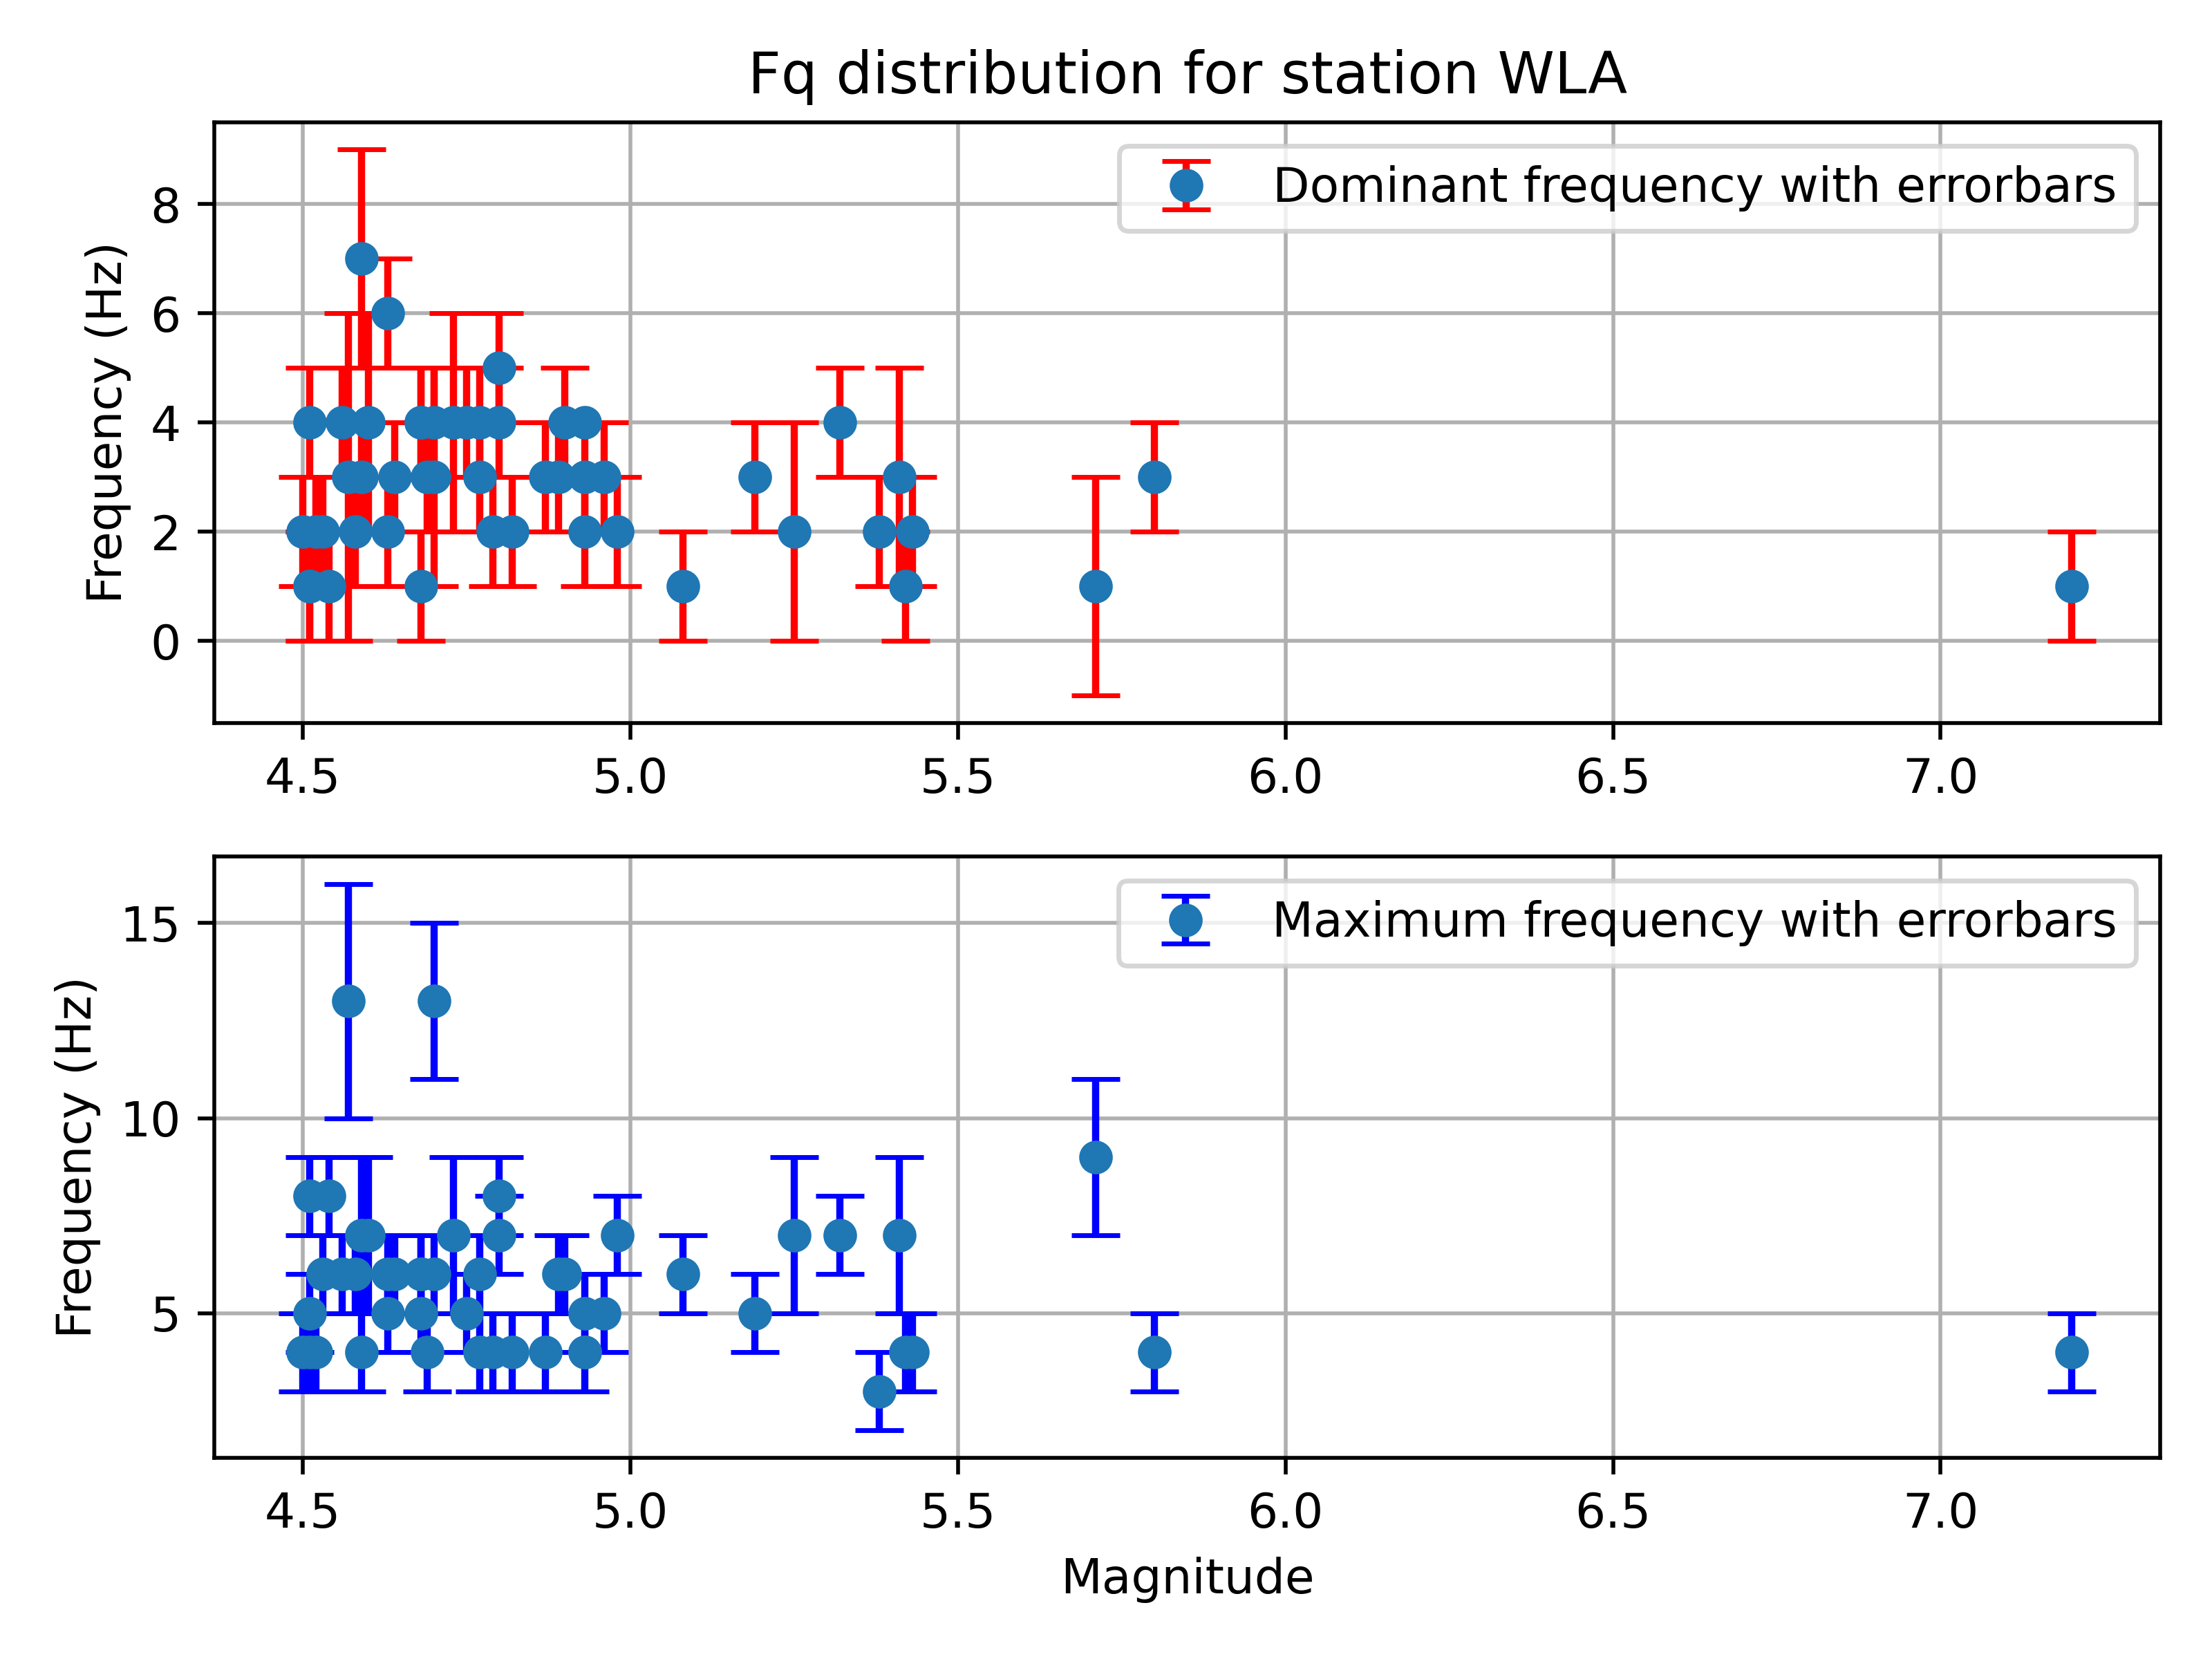 Fq distribution for station WLA
Dominant frequency with errorbars
Frequency (Hz)
8
6
4
2
0
4.5 5.0 5.5 6.0 6.5 7.0
Maximum frequency with errorbars
Frequency (Hz)
15
10
5
4.5 5.0 5.5 6.0 6.5 7.0
Magnitude